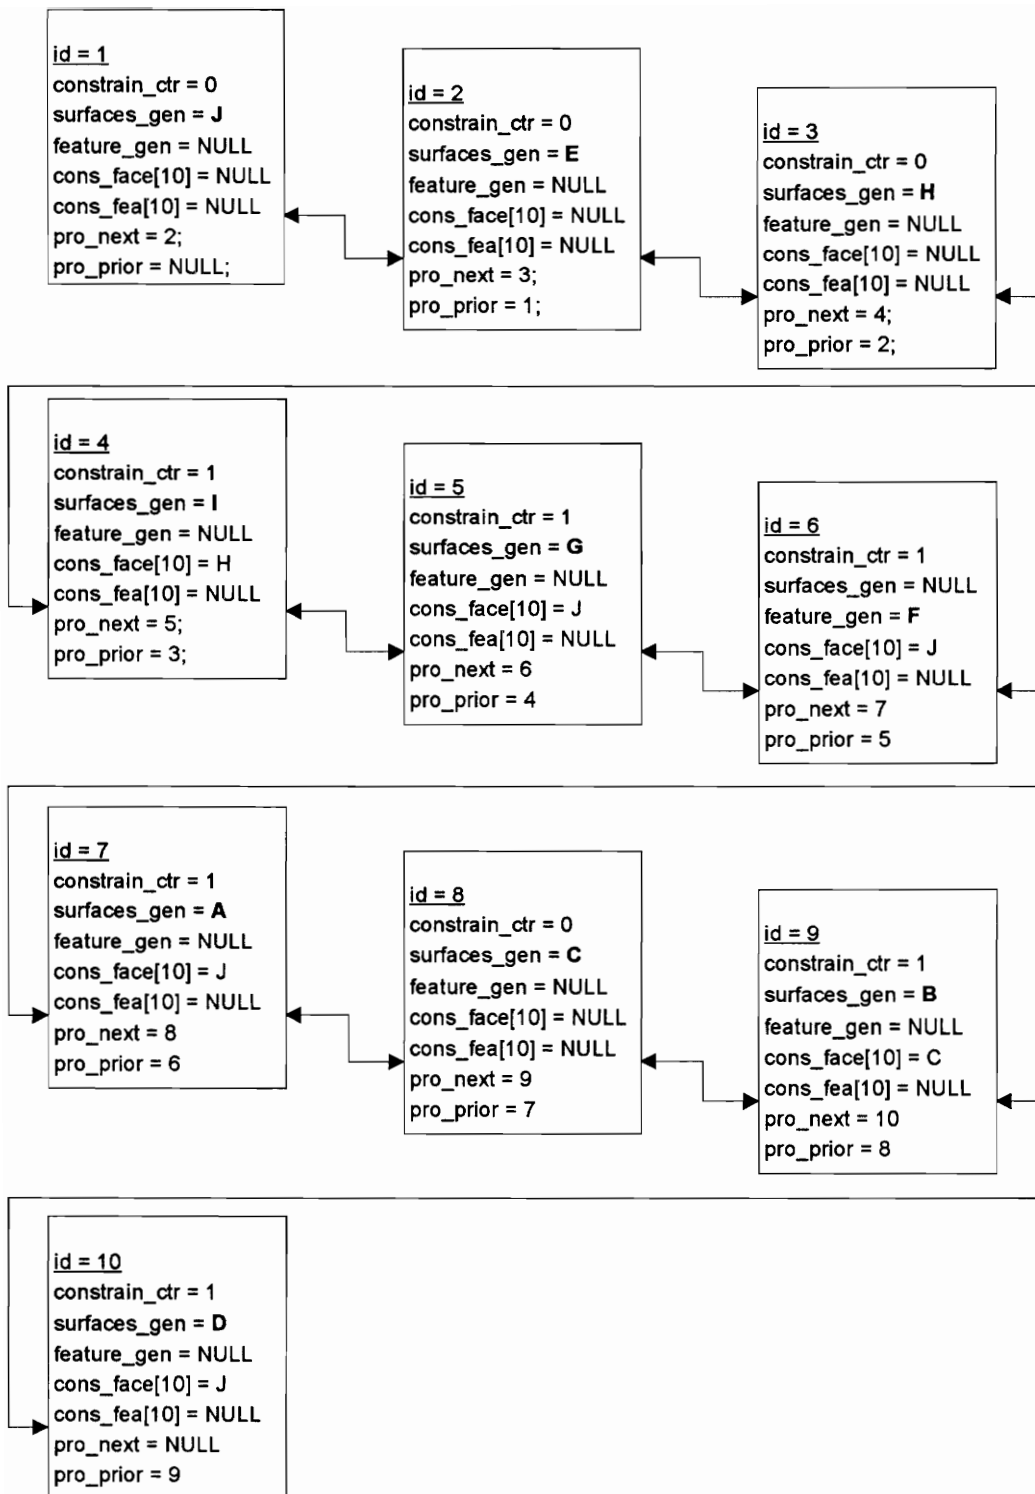 id = 1
constrain_ctr = 0
surfaces_gen = J
feature_gen = NULL
cons_face[10] = NULL
cons_fea[10] = NULL
pro_next = 2;
pro_prior = NULL;
id = 2
constrain_ctr = 0
surfaces_gen = E
feature_gen = NULL
cons_face[10] = NULL
cons_fea[10] = NULL
pro_next = 3;
pro_prior = 1;
id = 3
constrain_ctr = 0
surfaces_gen = H
feature_gen = NULL
cons_face[10] = NULL
cons_fea[10] = NULL
pro_next = 4;
pro_prior = 2;
id = 4
constrain_ctr = 1
surfaces_gen = I
feature_gen = NULL
cons_face[10] = H
cons_fea[10] = NULL
pro_next = 5;
pro_prior = 3;
id = 5
constrain_ctr = 1
surfaces_gen = G
feature_gen = NULL
cons_face[10] = J
cons_fea[10] = NULL
pro_next = 6
pro_prior = 4
id = 6
constrain_ctr = 1
surfaces_gen = NULL
feature_gen = F
cons_face[10] = J
cons_fea[10] = NULL
pro_next = 7
pro_prior = 5
id = 7
constrain_ctr = 1
surfaces_gen = A
feature_gen = NULL
cons_face[10] = J
cons_fea[10] = NULL
pro_next = 8
pro_prior = 6
id = 8
constrain_ctr = 0
surfaces_gen = C
feature_gen = NULL
cons_face[10] = NULL
cons_fea[10] = NULL
pro_next = 9
pro_prior = 7
id = 9
constrain_ctr = 1
surfaces_gen = B
feature_gen = NULL
cons_face[10] = C
cons_fea[10] = NULL
pro_next = 10
pro_prior = 8
id = 10
constrain_ctr = 1
surfaces_gen = D
feature_gen = NULL
cons_face[10] = J
cons_fea[10] = NULL
pro_next = NULL
pro_prior = 9